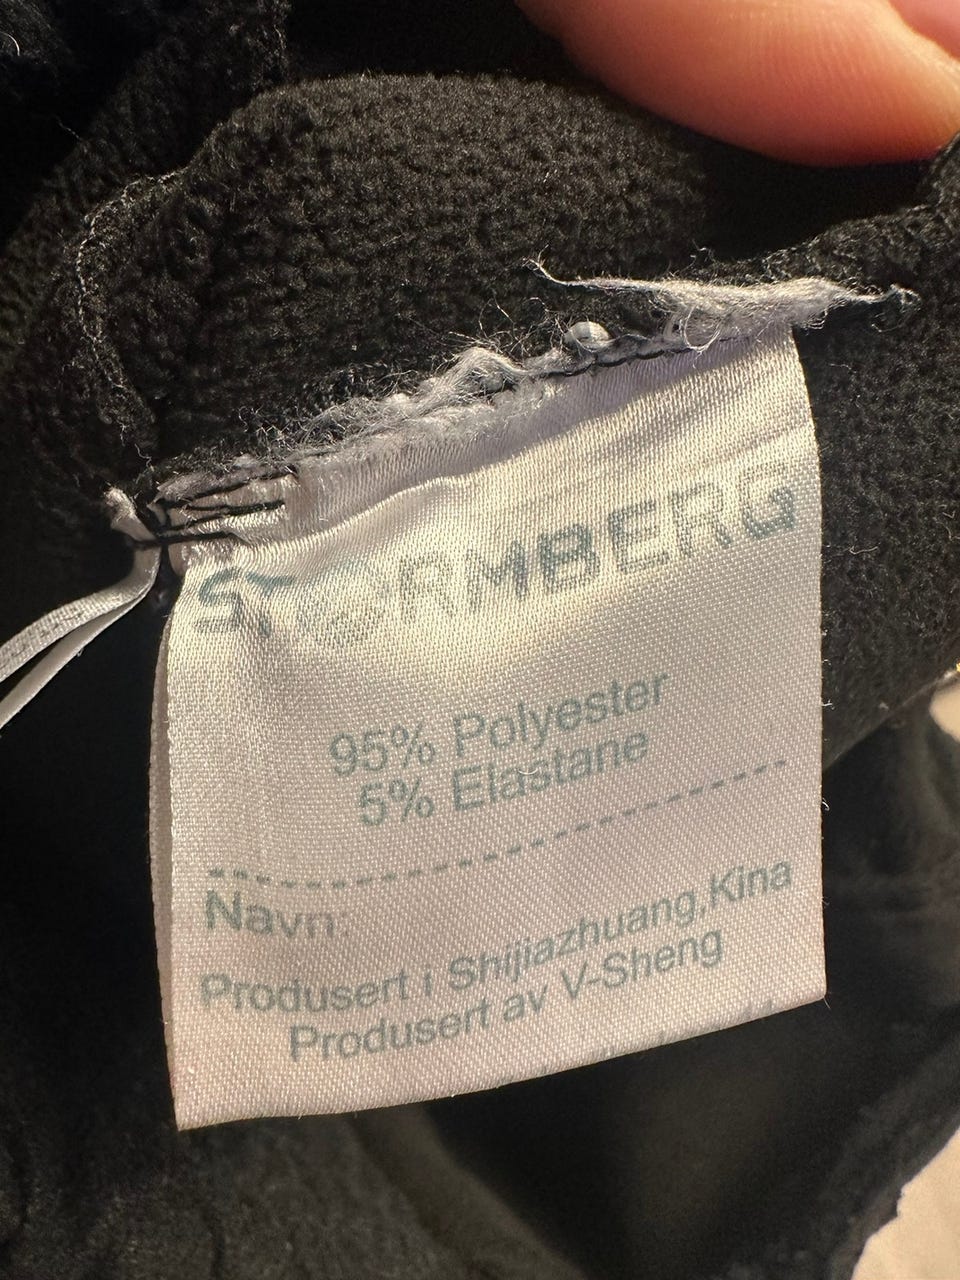 STORMBERG
95% Polyester
5% Elastane
Navn:
Produsert i Shijiazhuang,Kina
Produsert av V-Sheng